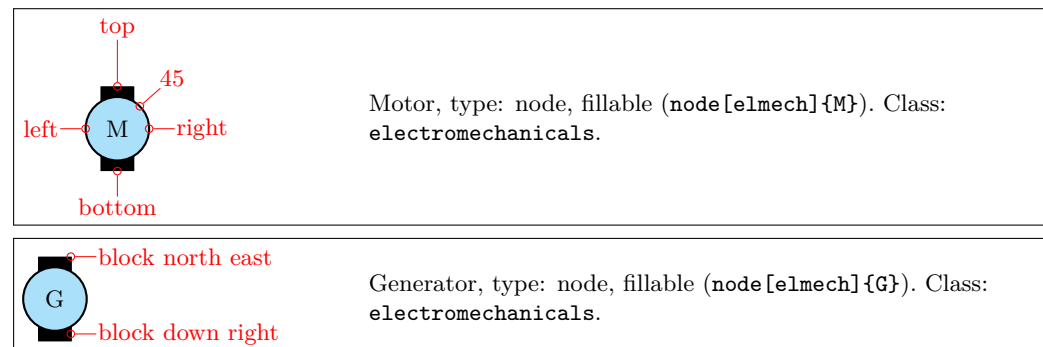 top
45
left
M
right
bottom
Motor, type: node, fillable (node[elmech]{M}). Class:
electromechanicals.
block north east
G
block down right
Generator, type: node, fillable (node[elmech]{G}). Class:
electromechanicals.